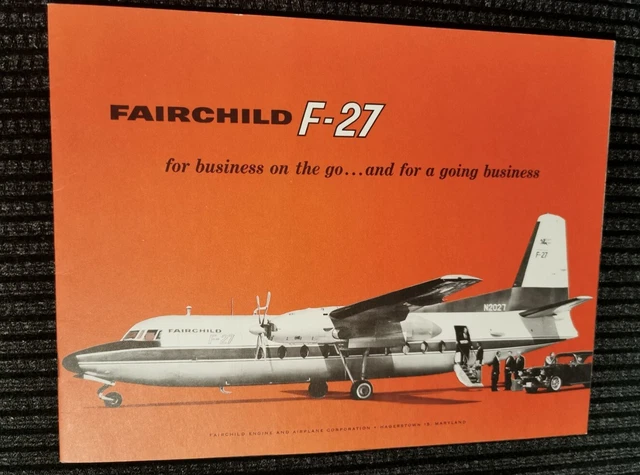 FAIRCHILD F-27
for business on the go...and for a going business
F-27
N2027
FAIRCHILD
F-27
FAIRCHILD ENGINE AND AIRPLANE CORPORATION • HAGERSTOWN 10, MARYLAND